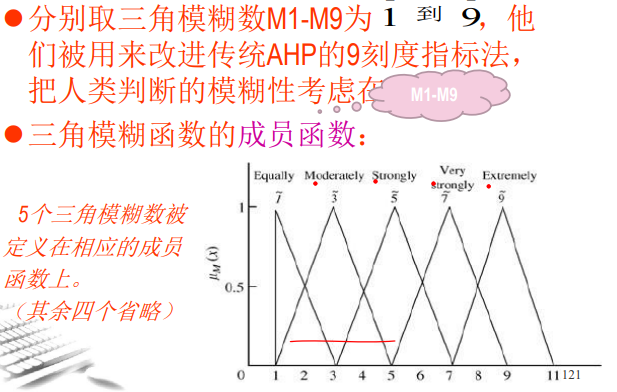 ●分别取三角模糊数M1-M9为 1 到 9, 他
们被用来改进传统AHP的9刻度指标法，
把人类判断的模糊性考虑在
M1-M9
●三角模糊函数的成员函数：
5个三角模糊数被
定义在相应的成员
函数上。
（其余四个省略）
Equally Moderately Strongly Very strongly Extremely
1̃ 3̃ 5̃ 7̃ 9̃
1
0.5
μM(x)
0 1 2 3 4 5 6 7 8 9 11 121